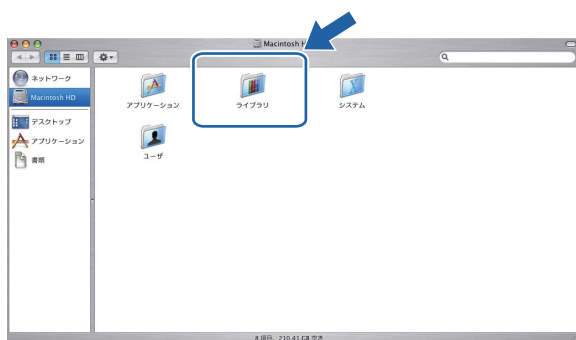 Macintosh H
ネットワーク
Macintosh HD
デスクトップ
アプリケーション
書類
アプリケーション
ライブラリ
システム
ユーザ
8 項目、210.41 GB 空き